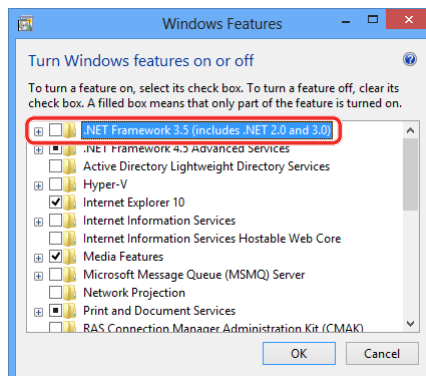 Windows Features
Turn Windows features on or off
To turn a feature on, select its check box. To turn a feature off, clear its
check box. A filled box means that only part of the feature is turned on.
.NET Framework 3.5 (includes .NET 2.0 and 3.0)
.NET Framework 4.5 Advanced Services
Active Directory Lightweight Directory Services
Hyper-V
Internet Explorer 10
Internet Information Services
Internet Information Services Hostable Web Core
Media Features
Microsoft Message Queue (MSMQ) Server
Network Projection
Print and Document Services
RAS Connection Manager Administration Kit (CMAK)
OK Cancel